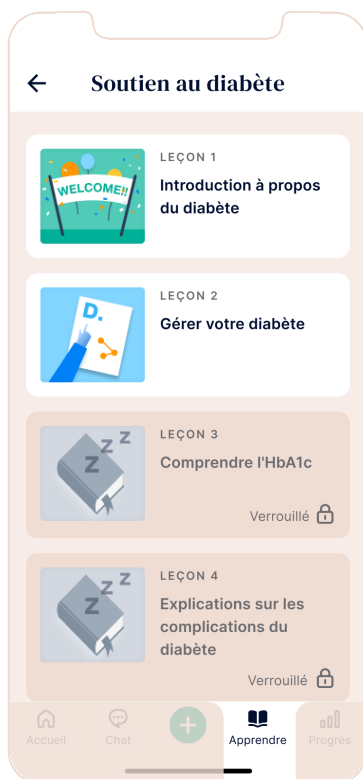 Soutien au diabète
WELCOME!!
LEÇON 1
Introduction à propos
du diabète
D.
LEÇON 2
Gérer votre diabète
Z Z Z
LEÇON 3
Comprendre l'HbA1c
Verrouillé
Z Z Z
LEÇON 4
Explications sur les
complications du
diabète
Verrouillé
Accueil
Chat
Apprendre
Progrès